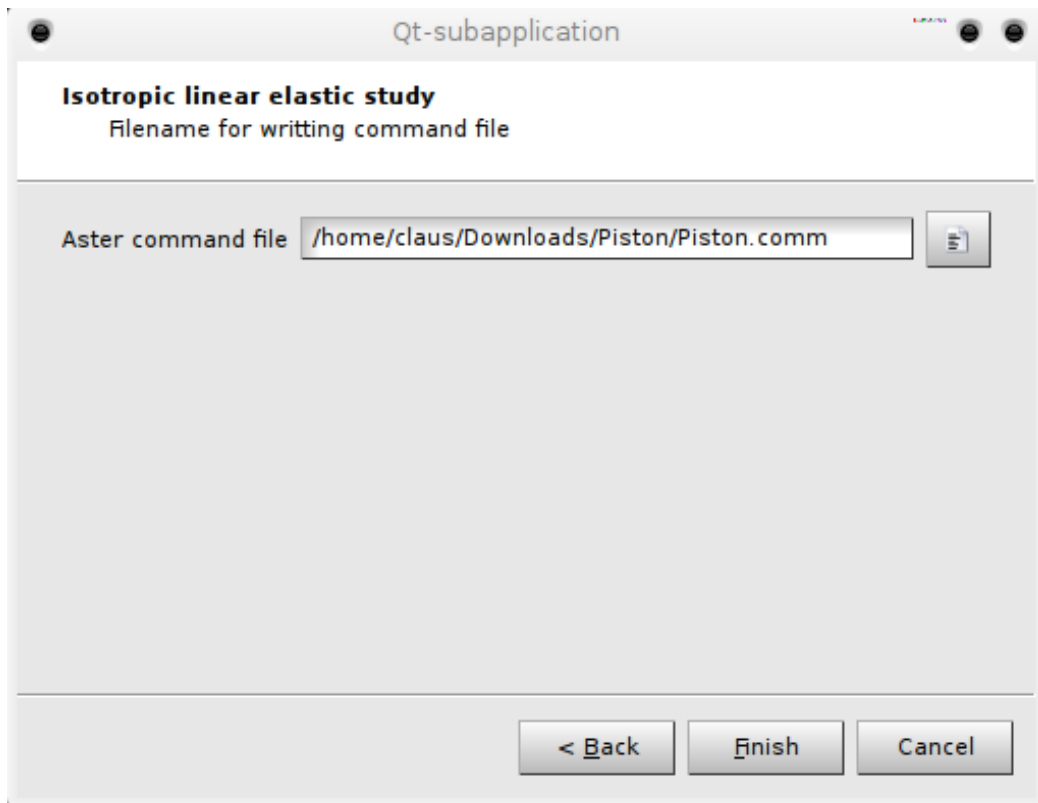 Qt-subapplication
Isotropic linear elastic study
Filename for writting command file
Aster command file /home/claus/Downloads/Piston/Piston.comm
< Back Finish Cancel